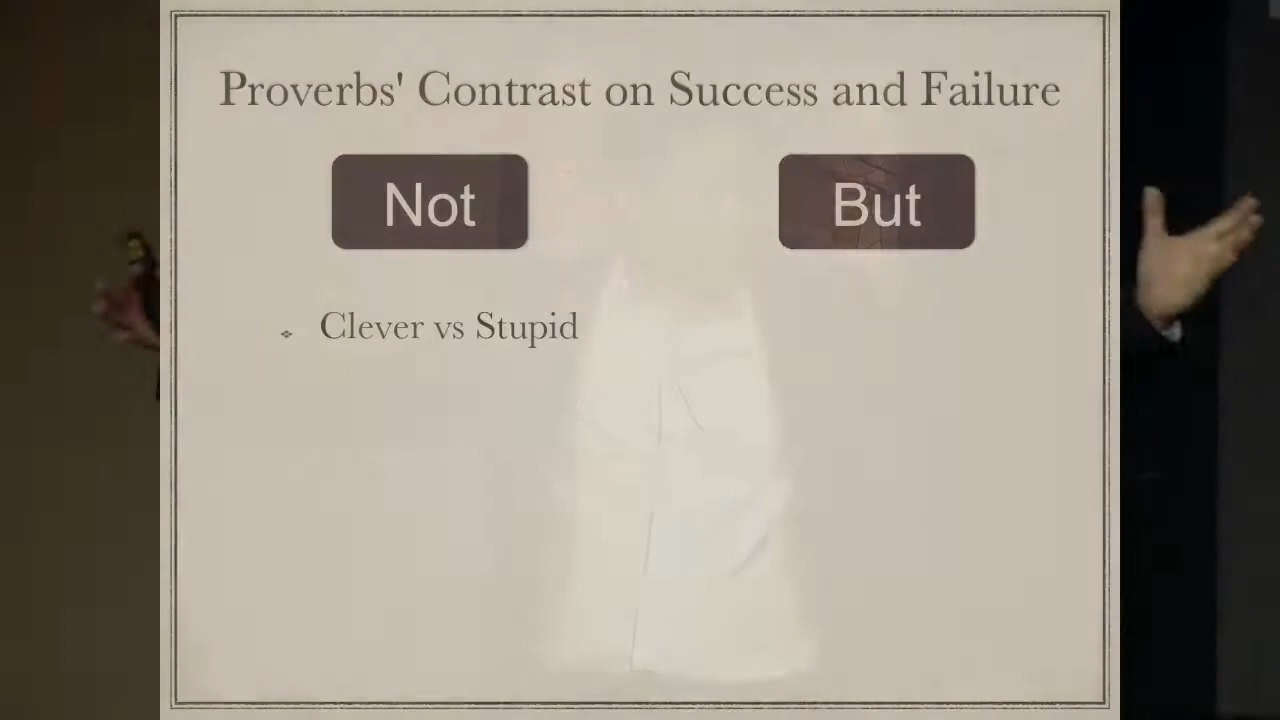 Proverbs' Contrast on Success and Failure
Not
But
Clever vs Stupid